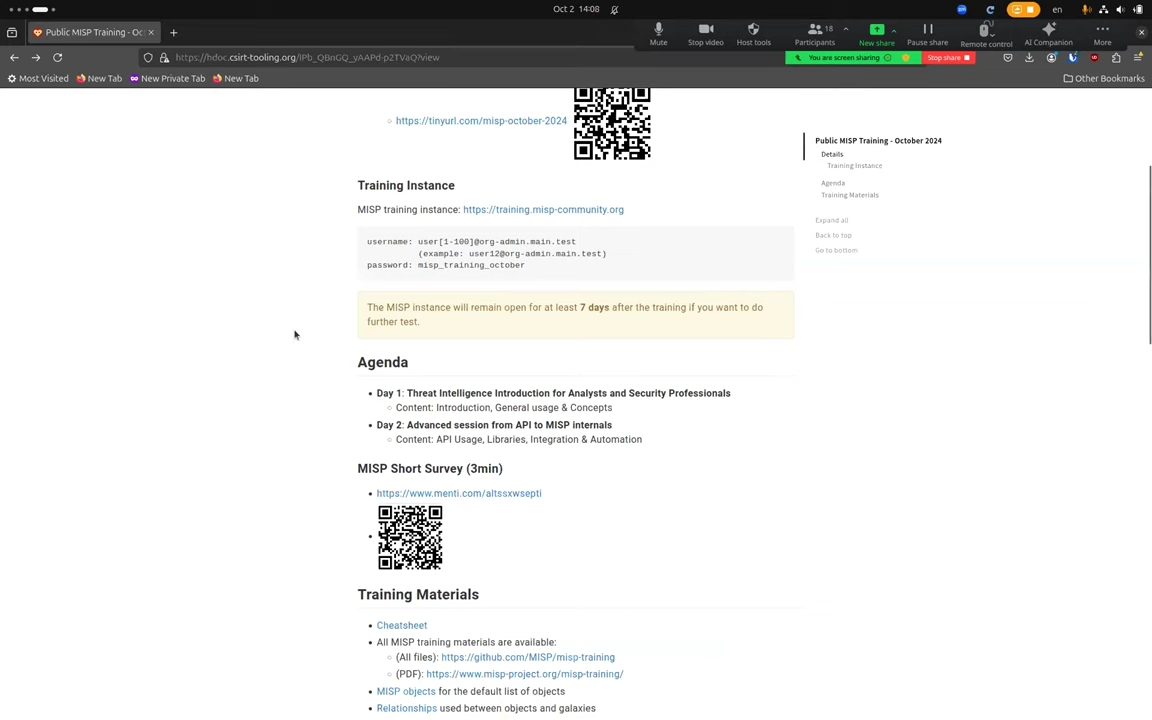 Oct 2 14:08
en
Public MISP Training - Oct
Mute
Stop video
Host tools
Participants
18
New share
Pause share
Remote control
AI Companion
More
https://hdoc.csirt-tooling.org/IPb_QBnGQ_yAAPd-p2TVaQ?view
You are screen sharing
Stop share
Most Visited
New Tab
New Private Tab
New Tab
Other Bookmarks
https://tinyurl.com/misp-october-2024
Public MISP Training - October 2024
Details
Training Instance
Agenda
Training Materials
Expand all
Back to top
Go to bottom
Training Instance
MISP training instance: https://training.misp-community.org
username: user[1-100]@org-admin.main.test
(example: user12@org-admin.main.test)
password: misp_training_october
The MISP instance will remain open for at least 7 days after the training if you want to do
further test.
Agenda
Day 1: Threat Intelligence Introduction for Analysts and Security Professionals
Content: Introduction, General usage & Concepts
Day 2: Advanced session from API to MISP internals
Content: API Usage, Libraries, Integration & Automation
MISP Short Survey (3min)
https://www.menti.com/altssxwsepti
Training Materials
Cheatsheet
All MISP training materials are available:
(All files): https://github.com/MISP/misp-training
(PDF): https://www.misp-project.org/misp-training/
MISP objects for the default list of objects
Relationships used between objects and galaxies